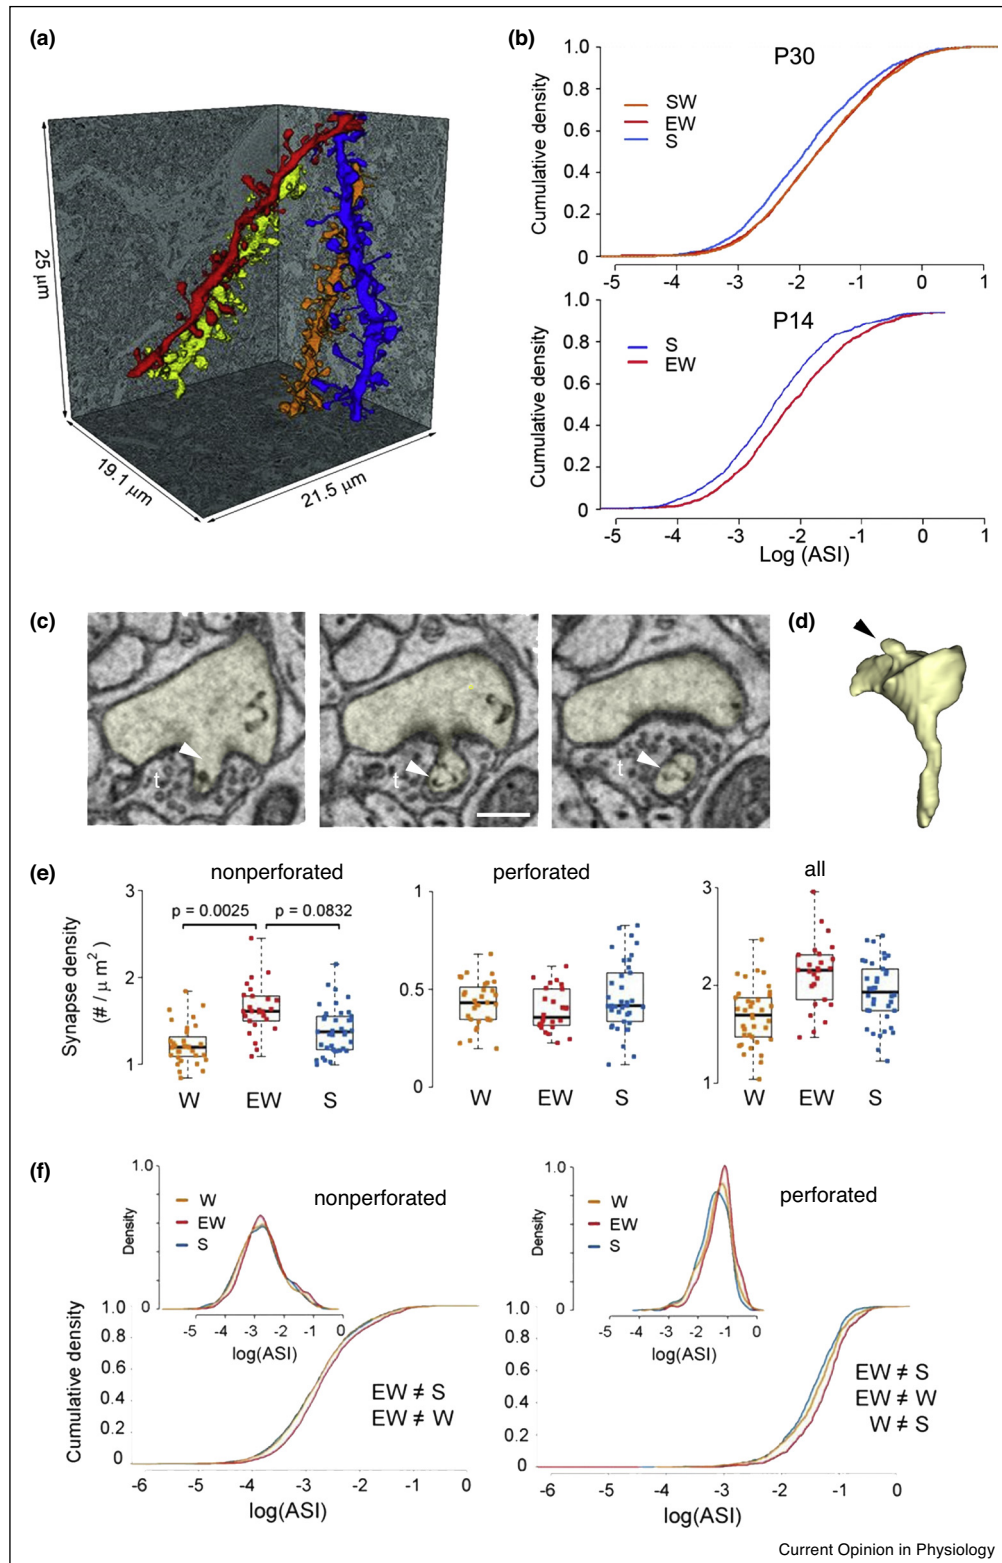 (a)
25 µm
19.1 µm
21.5 µm
(b)
P30
Cumulative density
1.0
0.8
0.6
0.4
0.2
0
SW
EW
S
-5 -4 -3 -2 -1 0 1
P14
Cumulative density
1.0
0.8
0.6
0.4
0.2
0
S
EW
-5 -4 -3 -2 -1 0 1
Log (ASI)
(c)
t
t
t
(d)
(e)
nonperforated
Synapse density
(# / µm²)
3
2
1
p = 0.0025 p = 0.0832
W EW S
perforated
1
0.5
0
W EW S
all
3
2
1
W EW S
(f)
nonperforated
Density
1.0
0
W
EW
S
-5 -4 -3 -2 -1 0
log(ASI)
Cumulative density
1.0
0.8
0.6
0.4
0.2
0
EW ≠ S
EW ≠ W
-6 -5 -4 -3 -2 -1 0
log(ASI)
perforated
Density
1.0
0
W
EW
S
-5 -4 -3 -2 -1 0
log(ASI)
1.0
0.8
0.6
0.4
0.2
0
EW ≠ S
EW ≠ W
W ≠ S
-6 -5 -4 -3 -2 -1 0
log(ASI)
Current Opinion in Physiology